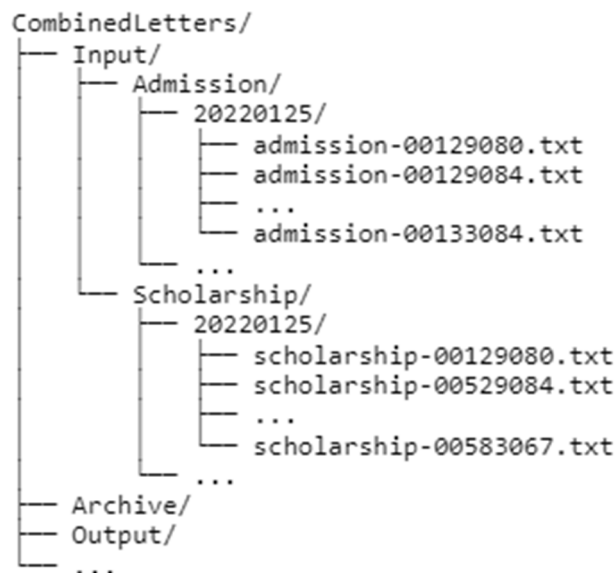 CombinedLetters/
├── Input/
│   ├── Admission/
│   │   ├── 20220125/
│   │   │   ├── admission-00129080.txt
│   │   │   ├── admission-00129084.txt
│   │   │   ├── ...
│   │   │   └── admission-00133084.txt
│   │   └── ...
│   └── Scholarship/
│       ├── 20220125/
│       │   ├── scholarship-00129080.txt
│       │   ├── scholarship-00529084.txt
│       │   ├── ...
│       │   └── scholarship-00583067.txt
│       └── ...
├── Archive/
├── Output/
└── ...